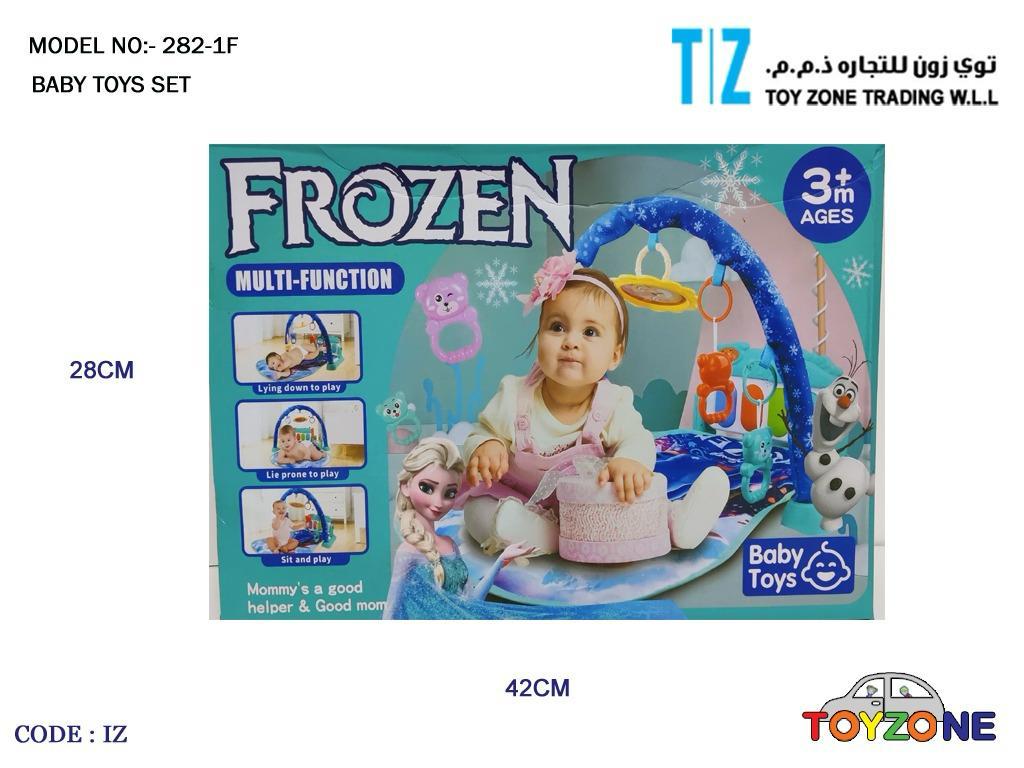 MODEL NO:- 282-1F
BABY TOYS SET
TZ
توي زون للتجاره ذ.م.م.
TOY ZONE TRADING W.L.L
FROZEN
MULTI-FUNCTION
3+m
AGES
Lying down to play
Lie prone to play
Sit and play
Mommy's a good
helper & Good mom
Baby
Toys
28CM
42CM
CODE : IZ
TOYZONE